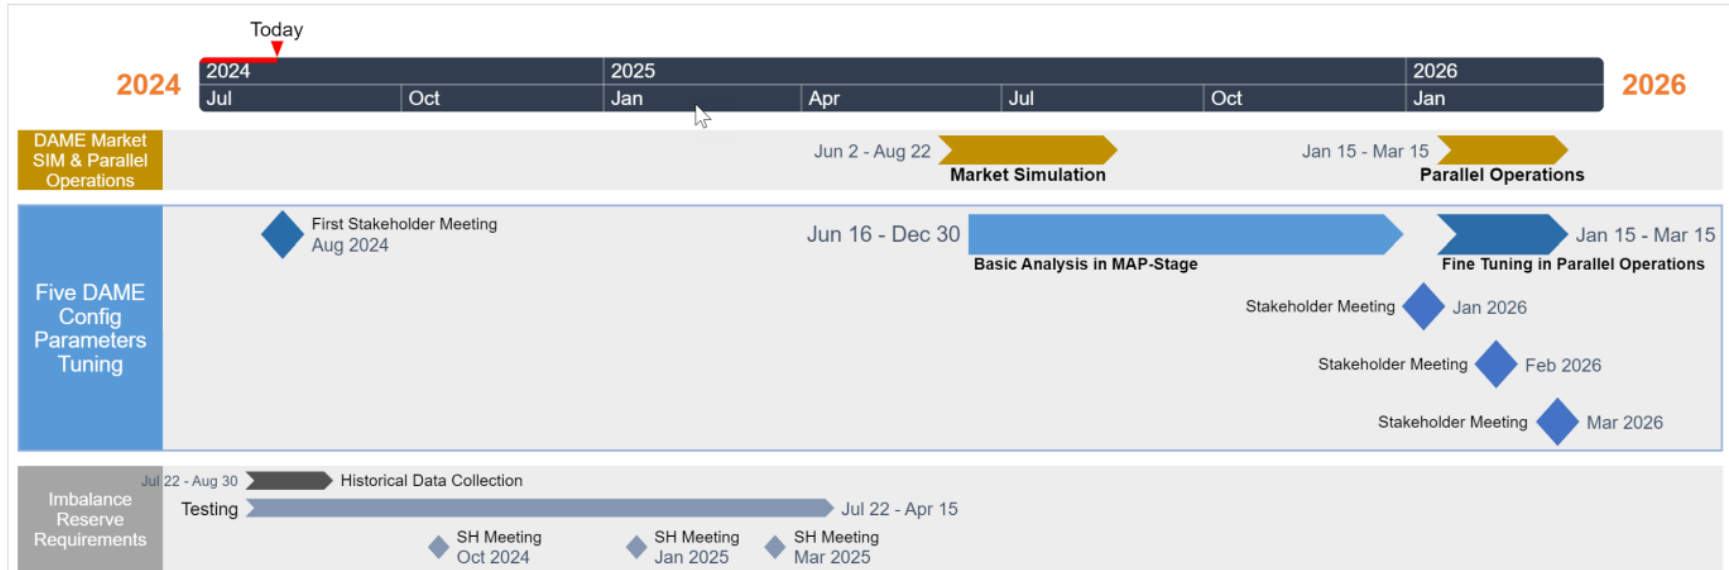 Today
2024
2024
2025
2026
2026
Jul
Oct
Jan
Apr
Jul
Oct
Jan
DAME Market
SIM & Parallel
Operations
Jun 2 - Aug 22
Market Simulation
Jan 15 - Mar 15
Parallel Operations
Five DAME
Config
Parameters
Tuning
First Stakeholder Meeting
Aug 2024
Jun 16 - Dec 30
Basic Analysis in MAP-Stage
Jan 15 - Mar 15
Fine Tuning in Parallel Operations
Stakeholder Meeting
Jan 2026
Stakeholder Meeting
Feb 2026
Stakeholder Meeting
Mar 2026
Imbalance
Reserve
Requirements
Jul 22 - Aug 30
Historical Data Collection
Testing
Jul 22 - Apr 15
SH Meeting
Oct 2024
SH Meeting
Jan 2025
SH Meeting
Mar 2025